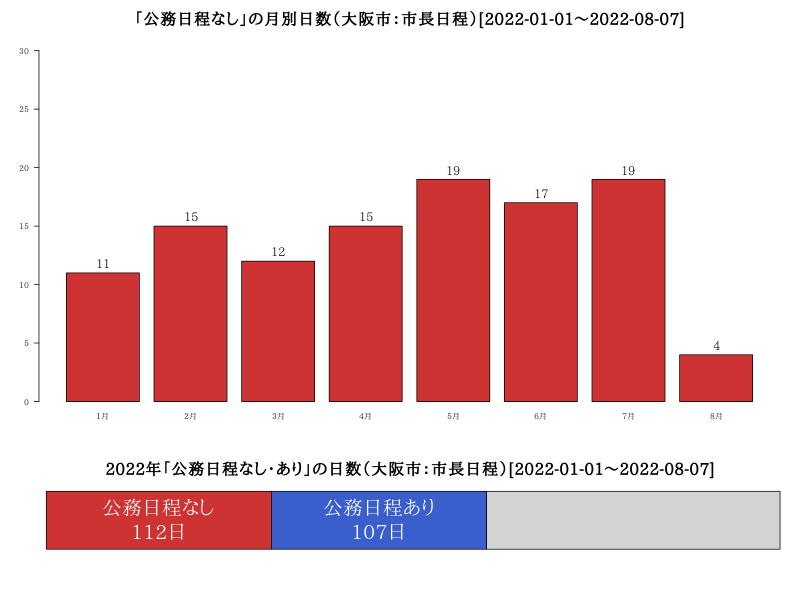 「公務日程なし」の月別日数（大阪市：市長日程）[2022-01-01〜2022-08-07]
30
25
20
15
10
5
0
11
15
12
15
19
17
19
4
1月
2月
3月
4月
5月
6月
7月
8月
2022年「公務日程なし・あり」の日数（大阪市：市長日程）[2022-01-01〜2022-08-07]
公務日程なし
112日
公務日程あり
107日